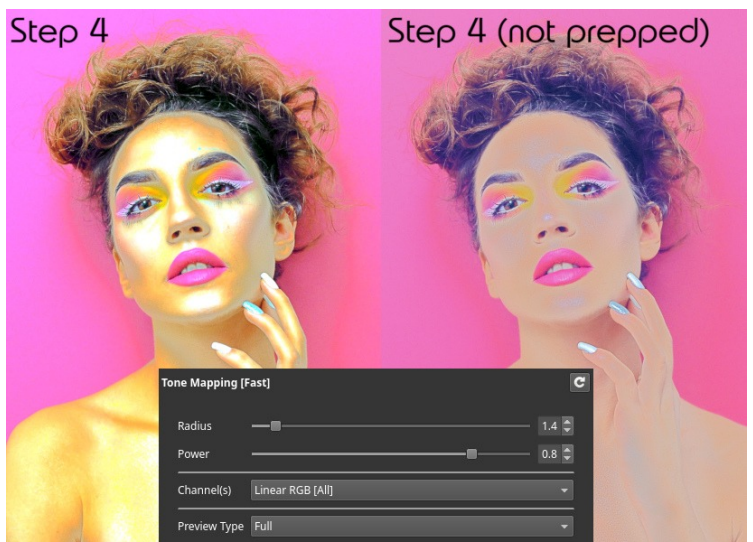 Step 4
Step 4 (not prepped)
Tone Mapping [Fast]
Radius
1.4
Power
0.8
Channel(s)
Linear RGB [All]
Preview Type
Full